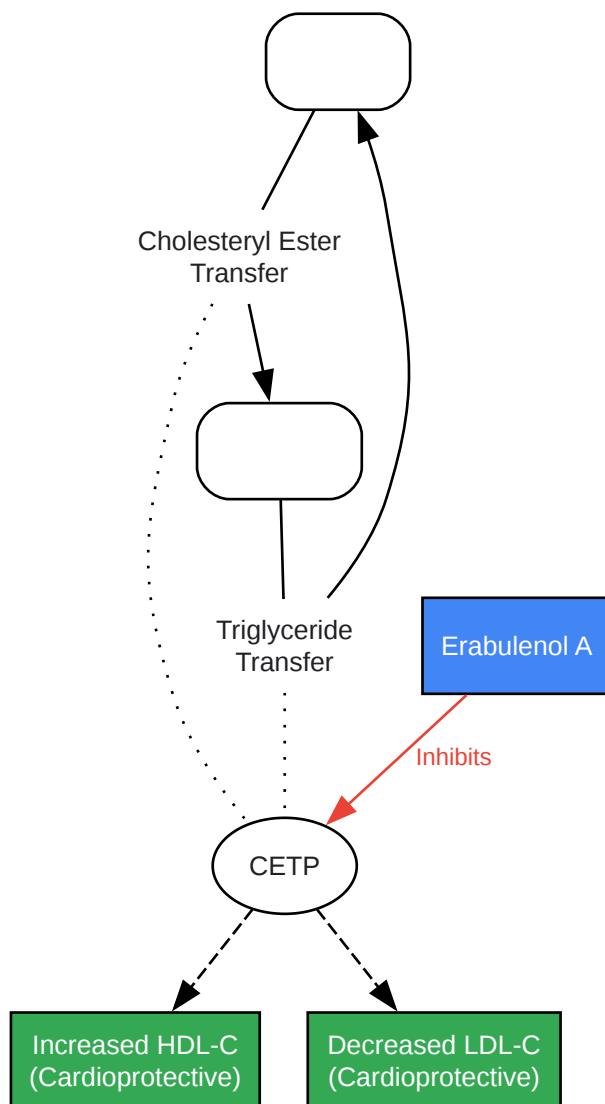 Cholesteryl Ester
Transfer
Triglyceride
Transfer
Erabulenol A
Inhibits
CETP
Increased HDL-C
(Cardioprotective)
Decreased LDL-C
(Cardioprotective)